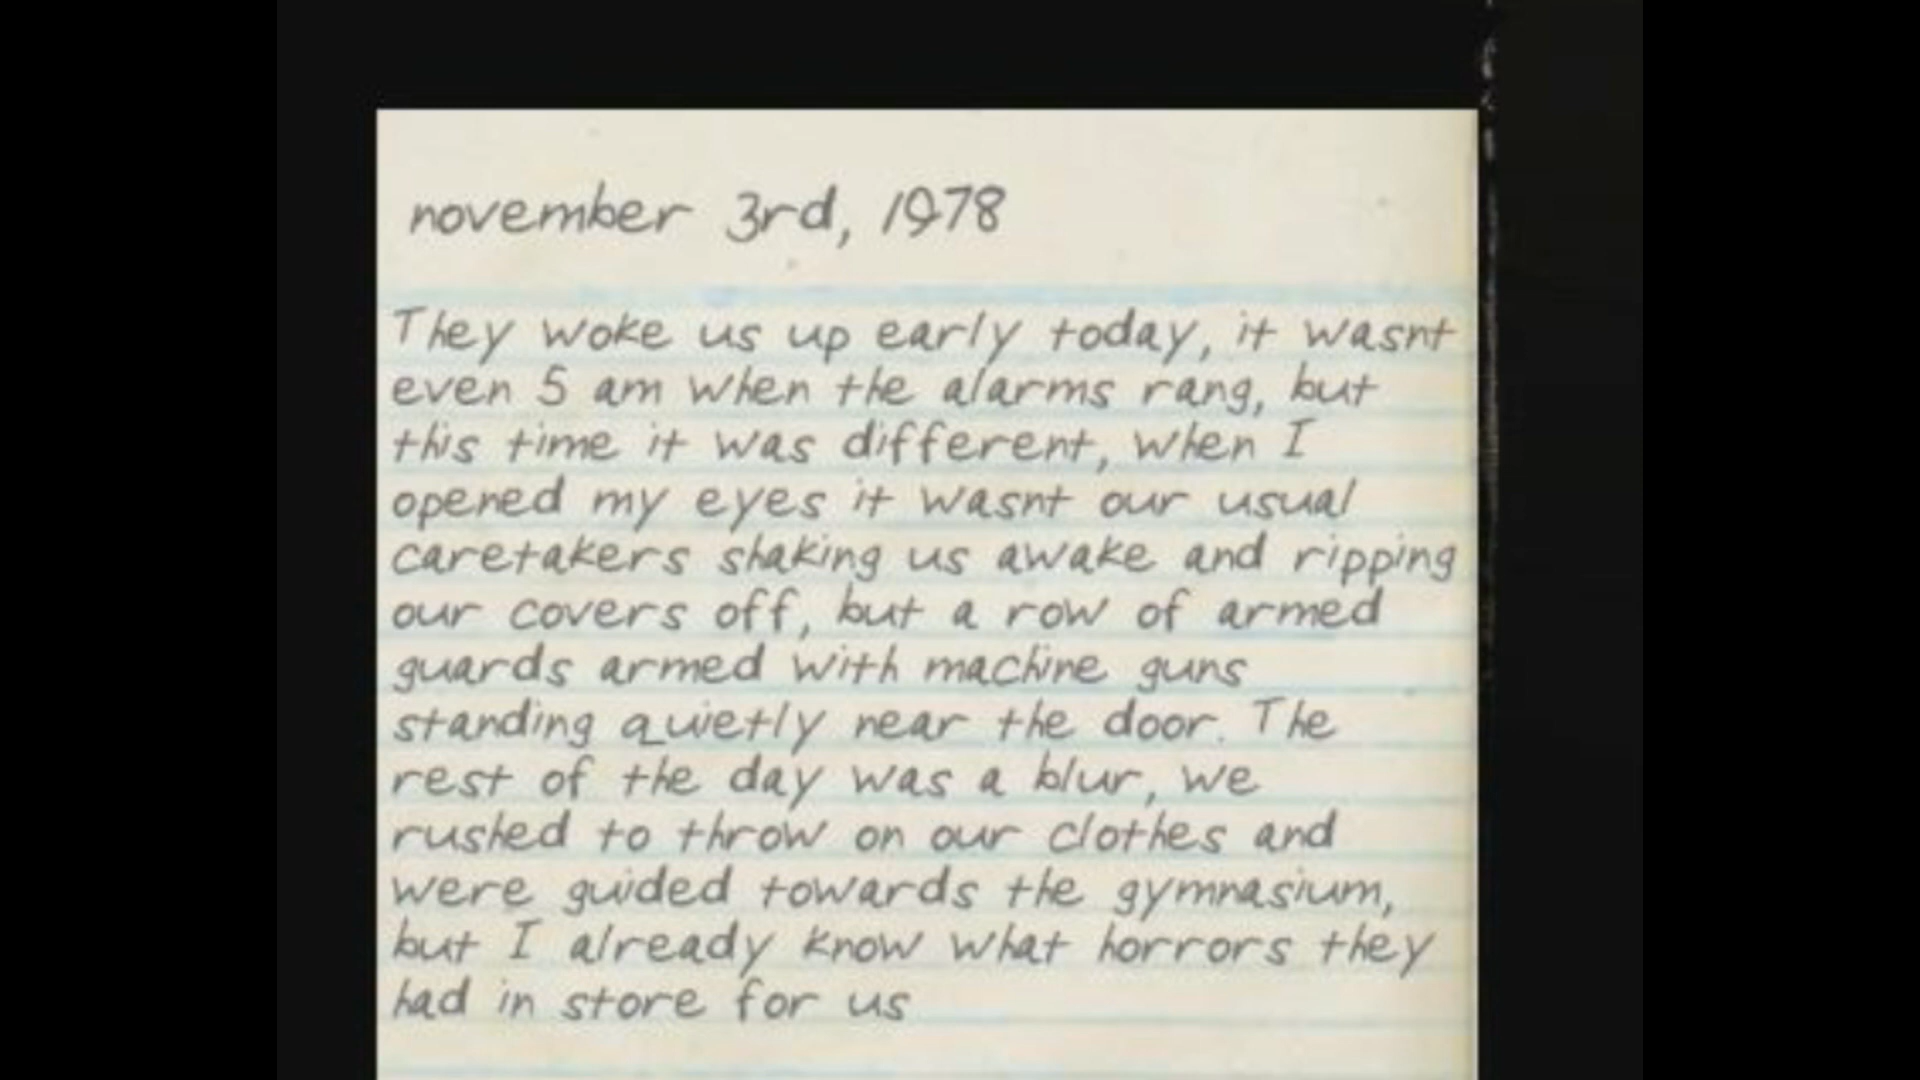 november 3rd, 1978
They woke us up early today, it wasnt
even 5 am when the alarms rang, but
this time it was different, when I
opened my eyes it wasnt our usual
caretakers shaking us awake and ripping
our covers off, but a row of armed
guards armed with machine guns
standing quietly near the door. The
rest of the day was a blur, we
rushed to throw on our clothes and
were guided towards the gymnasium,
but I already know what horrors they
had in store for us